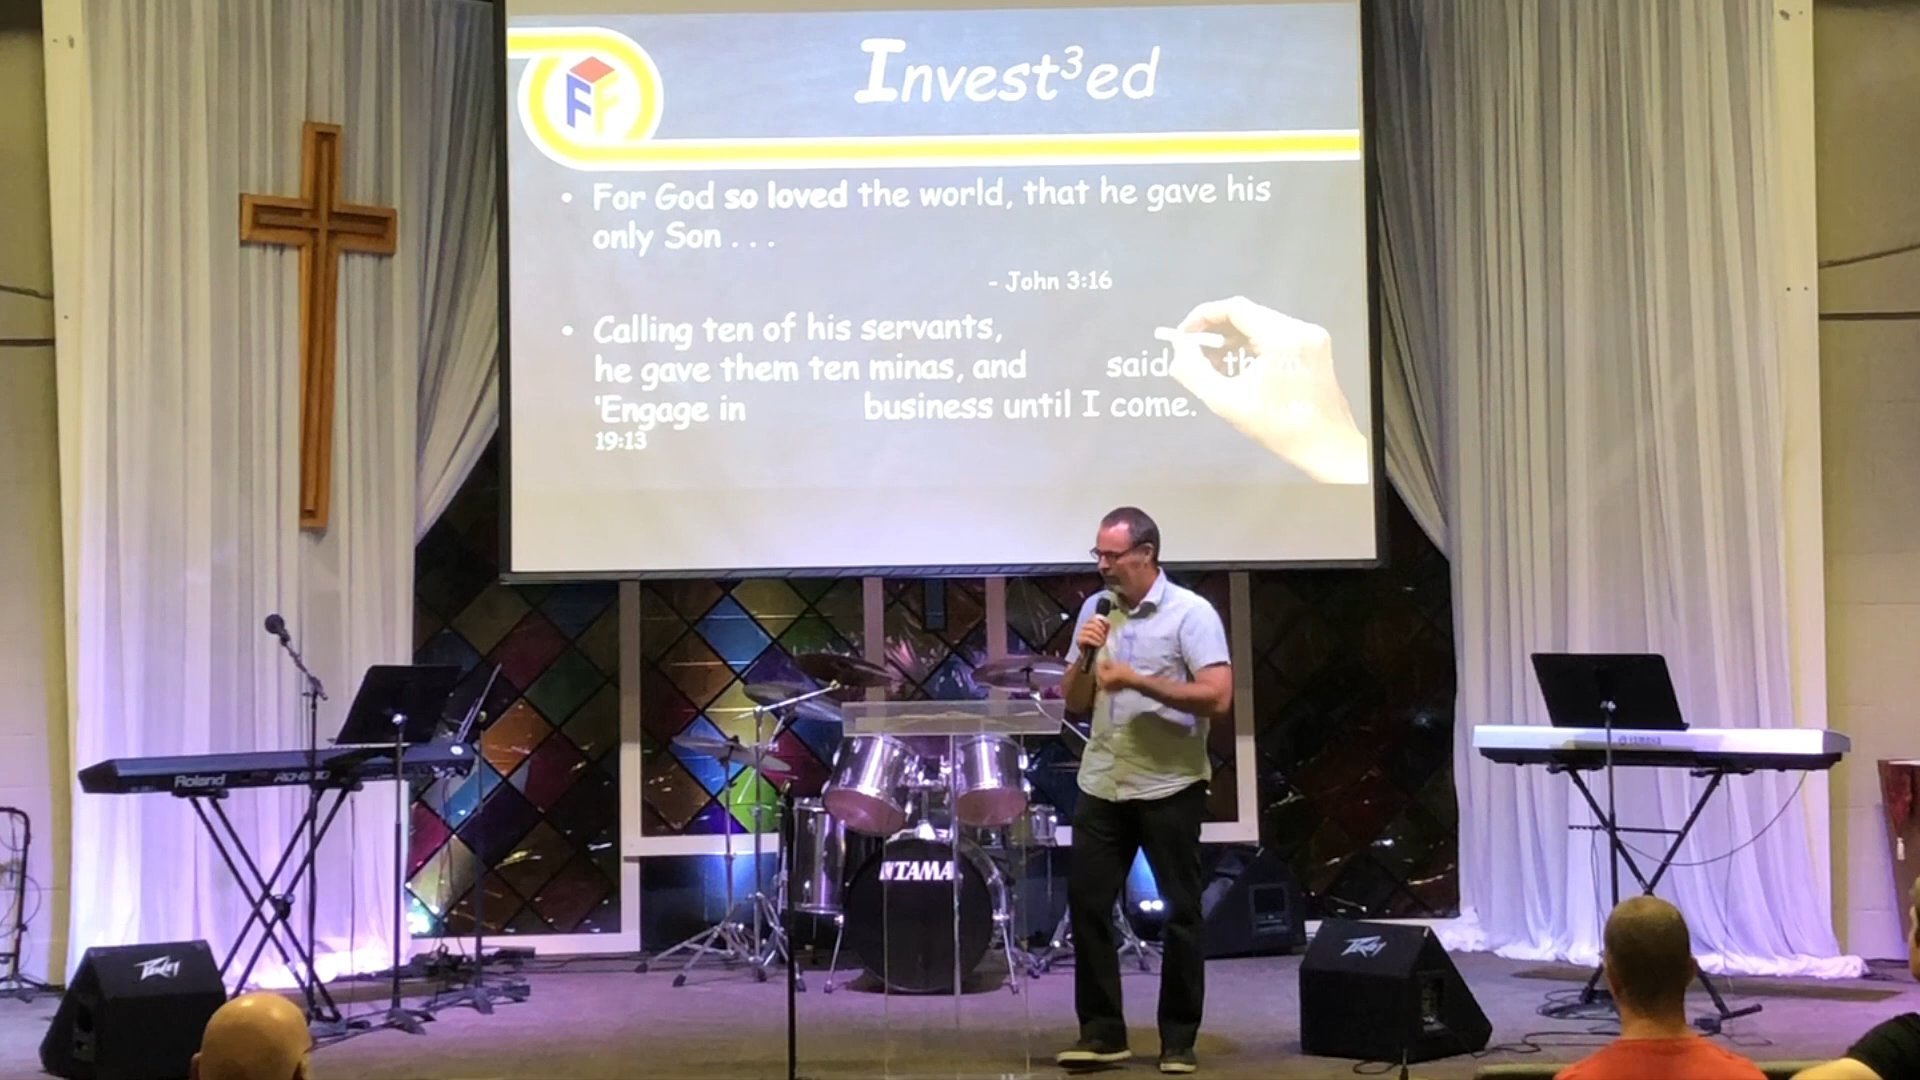 Invest³ed
FF
• For God so loved the world, that he gave his
only Son . . .
- John 3:16
• Calling ten of his servants,
he gave them ten minas, and said
'Engage in business until I come.
19:13
Roland
YAMAHA
TAMA
Peavey
Peavey